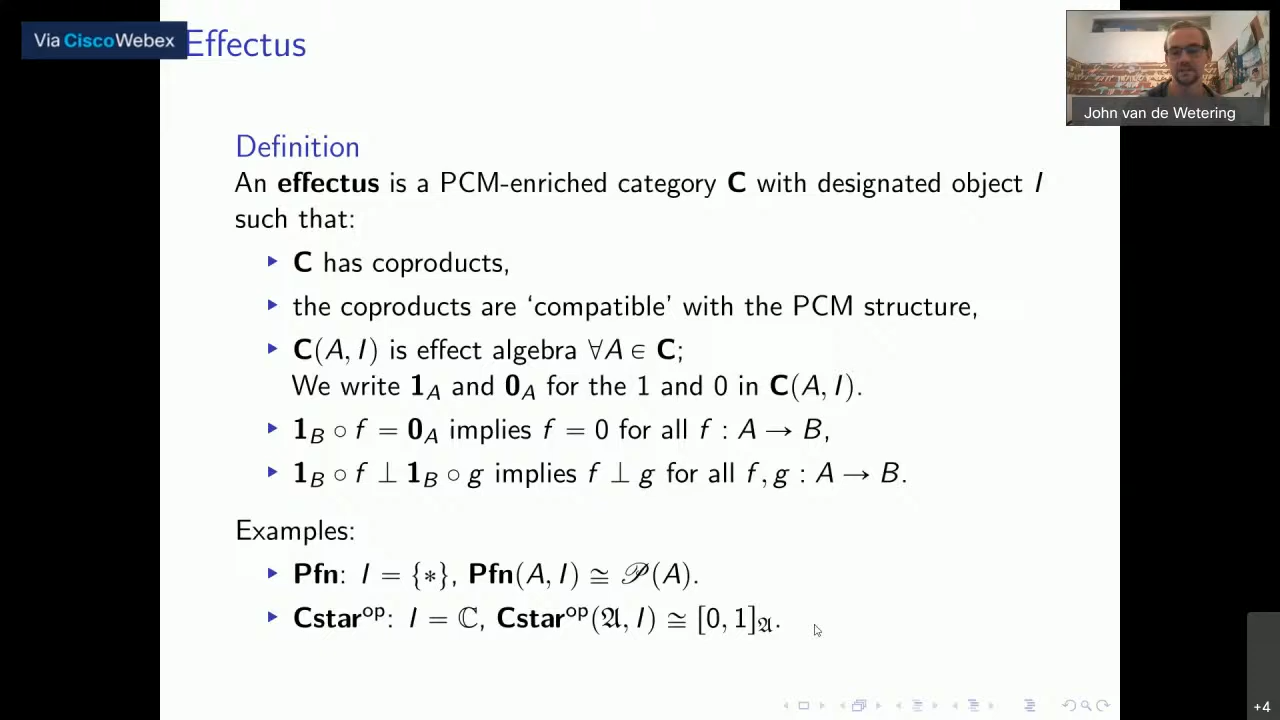 Via Cisco Webex
Effectus
John van de Wetering
Definition
An effectus is a PCM-enriched category C with designated object I
such that:
▸ C has coproducts,
▸ the coproducts are ‘compatible’ with the PCM structure,
▸ C(A, I) is effect algebra ∀A ∈ C;
We write 1_A and 0_A for the 1 and 0 in C(A, I).
▸ 1_B ∘ f = 0_A implies f = 0 for all f : A → B,
▸ 1_B ∘ f ⊥ 1_B ∘ g implies f ⊥ g for all f, g : A → B.
Examples:
▸ Pfn: I = {∗}, Pfn(A, I) ≅ 𝒫(A).
▸ Cstar^op: I = ℂ, Cstar^op(𝔄, I) ≅ [0, 1]_𝔄.
+4